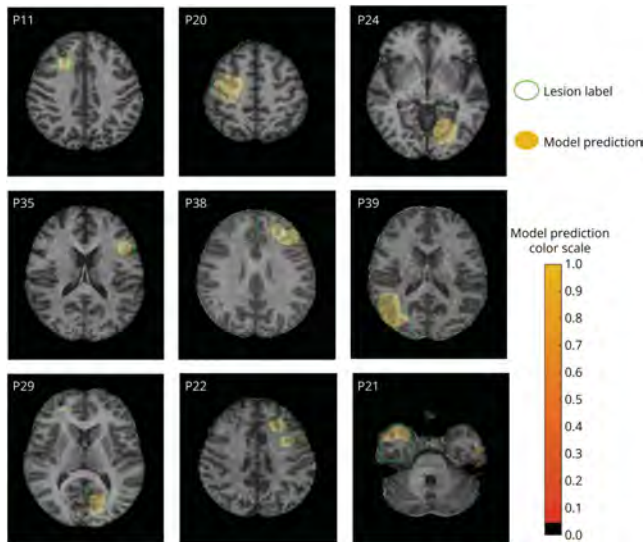 P11
P20
P24
Lesion label
Model prediction
P35
P38
P39
Model prediction
color scale
1.0
0.9
0.8
0.7
0.6
0.5
0.4
0.3
0.2
0.1
0.0
P29
P22
P21